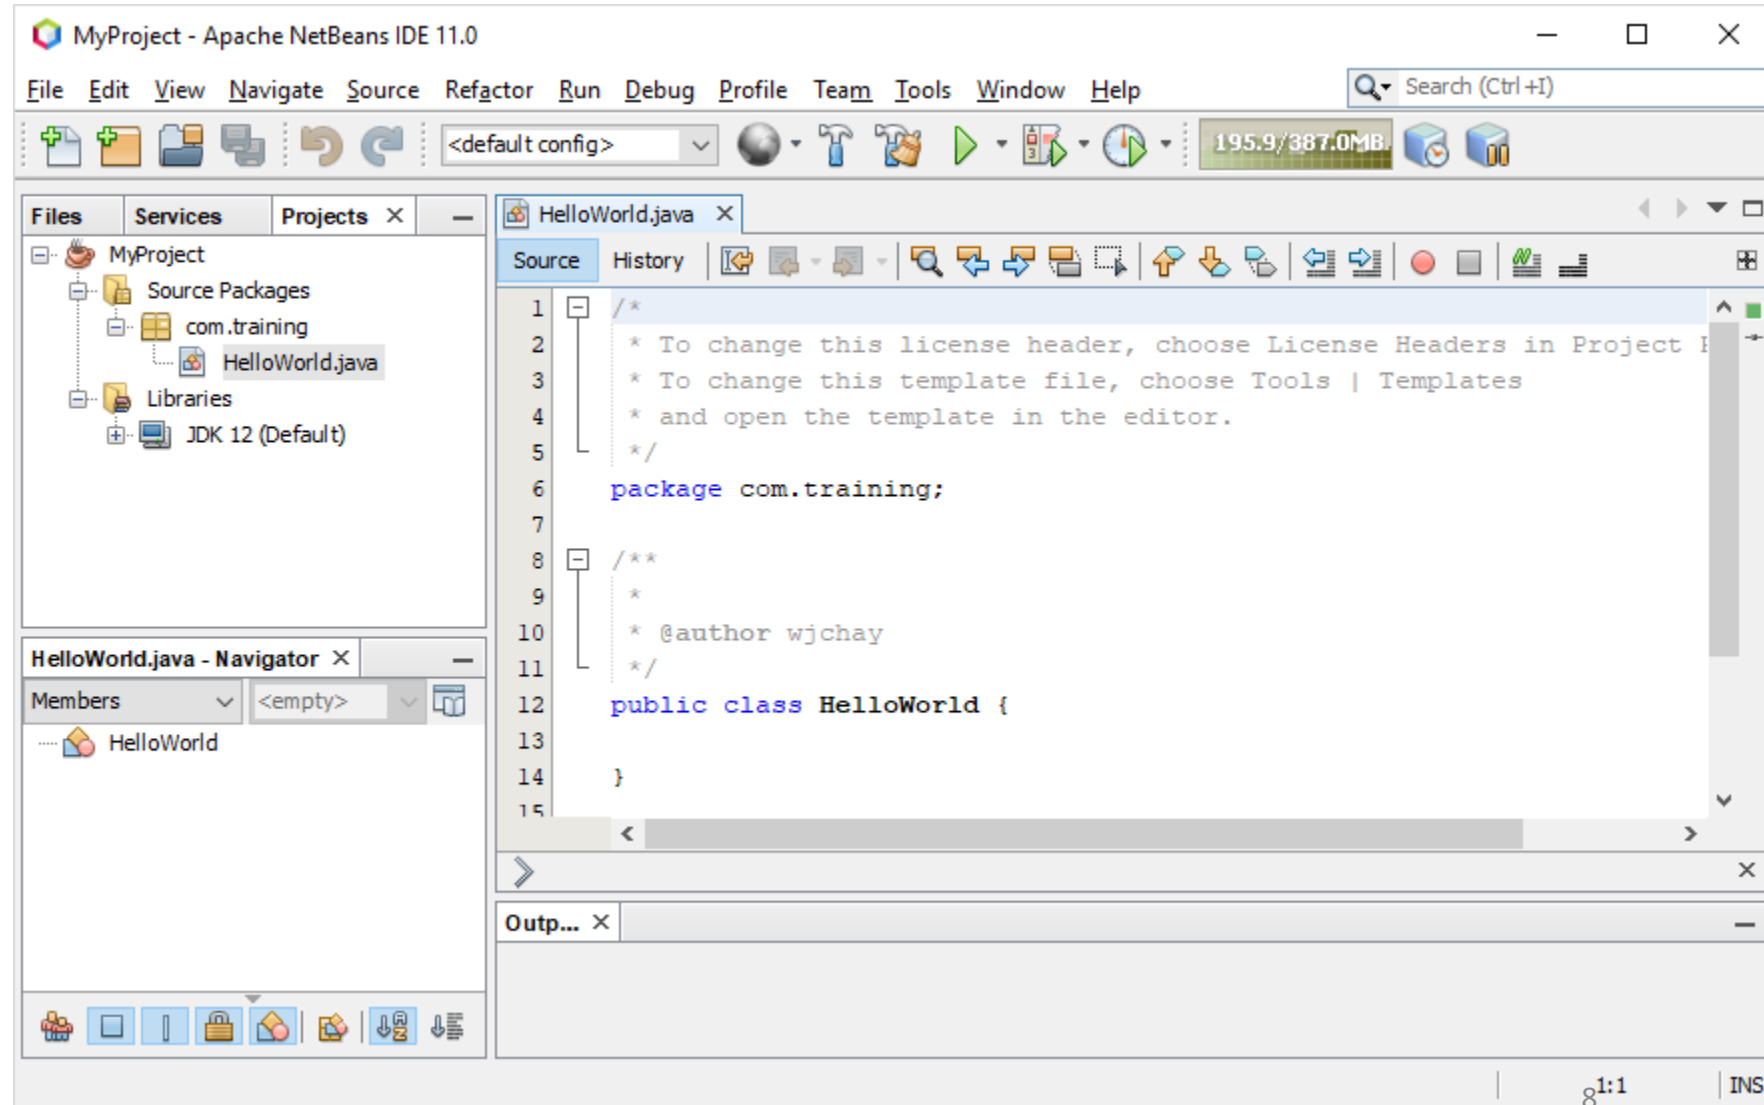 MyProject - Apache NetBeans IDE 11.0
File Edit View Navigate Source Refactor Run Debug Profile Team Tools Window Help
Search (Ctrl+I)
<default config>
195.9/387.0MB
Files Services Projects
MyProject
Source Packages
com.training
HelloWorld.java
Libraries
JDK 12 (Default)
HelloWorld.java - Navigator
Members <empty>
HelloWorld
HelloWorld.java
Source History
1 /*
2 * To change this license header, choose License Headers in Project
3 * To change this template file, choose Tools | Templates
4 * and open the template in the editor.
5 */
6 package com.training;
7
8 /**
9 *
10 * @author wjchay
11 */
12 public class HelloWorld {
13
14 }
15
Outp...
8
1:1 INS